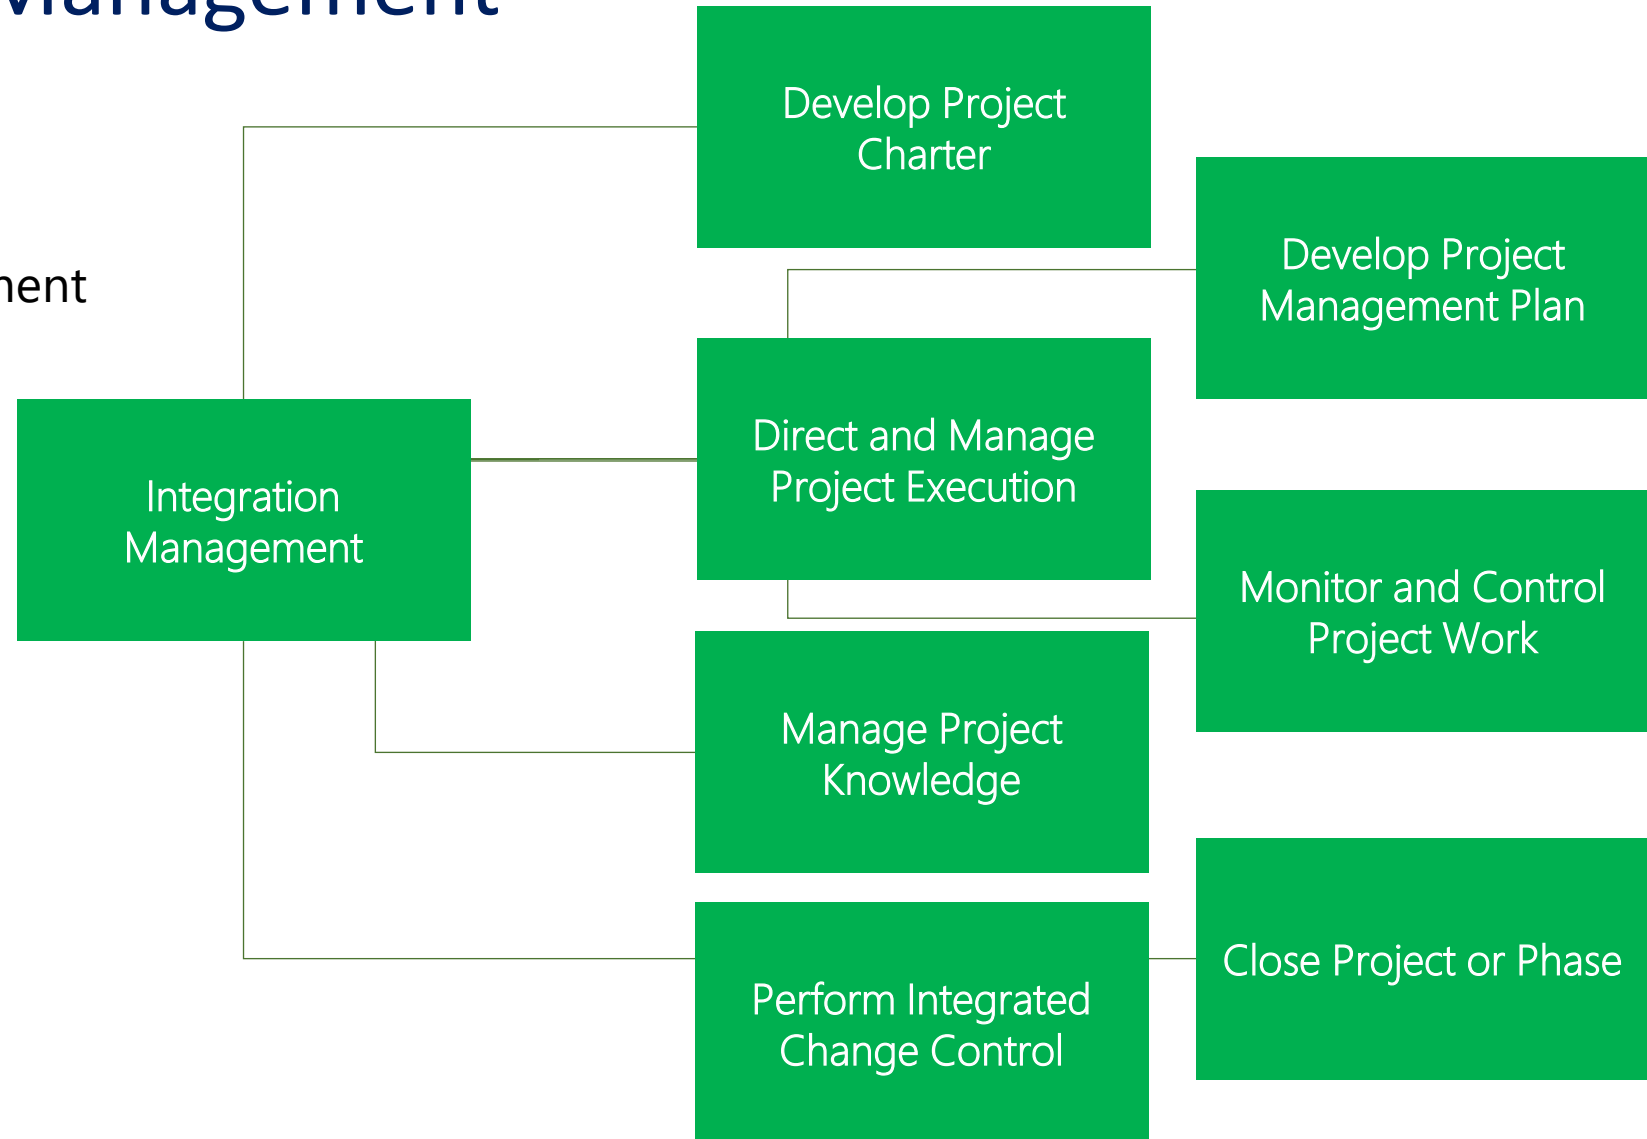 Management
Develop Project
Charter
Develop Project
Management Plan
Direct and Manage
Project Execution
Integration
Management
Monitor and Control
Project Work
Manage Project
Knowledge
Close Project or Phase
Perform Integrated
Change Control